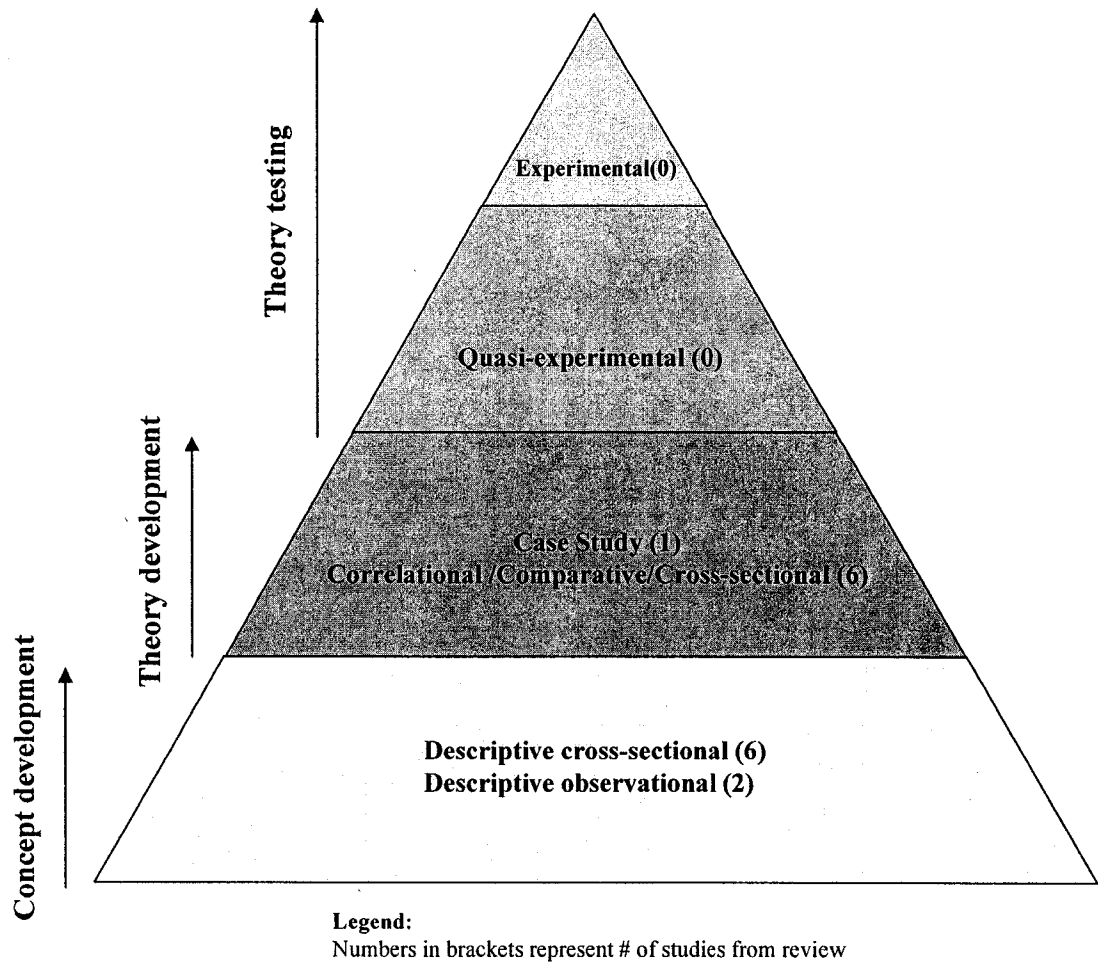 Theory testing
Theory development
Concept development
Experimental(0)
Quasi-experimental (0)
Case Study (1)
Correlational /Comparative/Cross-sectional (6)
Descriptive cross-sectional (6)
Descriptive observational (2)
Legend:
Numbers in brackets represent # of studies from review